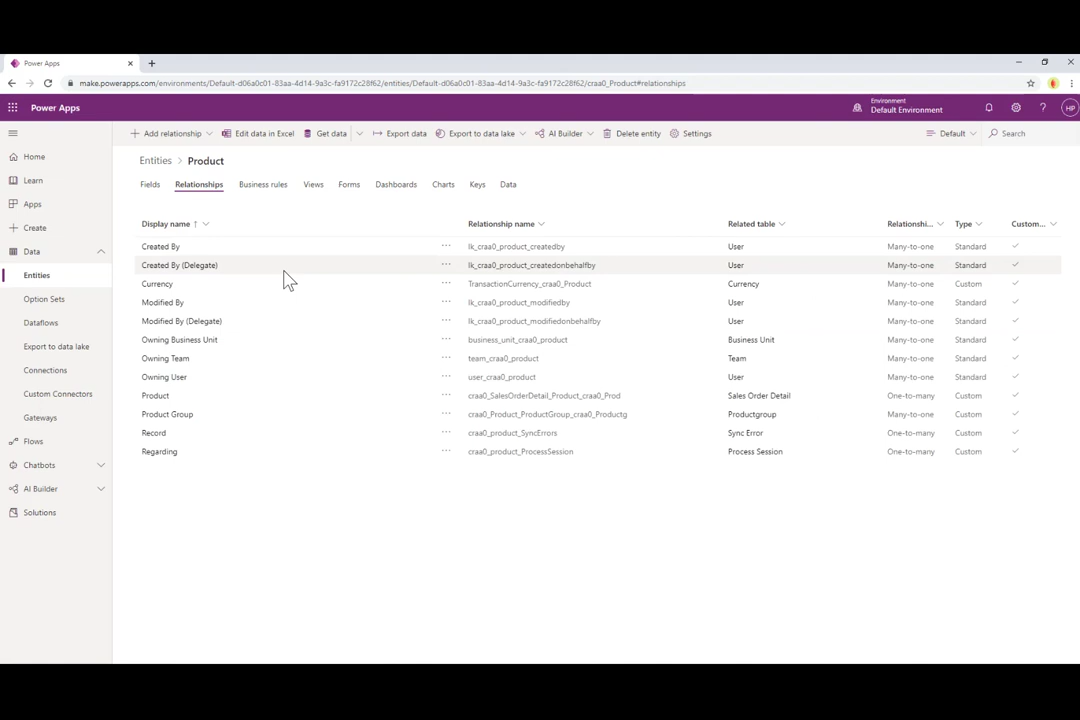 Power Apps
make.powerapps.com/environments/Default-d06a0c01-83aa-4d14-9a3c-fa9172c28f62/entities/Default-d06a0c01-83aa-4d14-9a3c-fa9172c28f62/craa0_Product#relationships
Power Apps
Environment
Default Environment
HP
Add relationship Edit data in Excel Get data Export data Export to data lake AI Builder Delete entity Settings Default Search
Home
Learn
Apps
Create
Data
Entities
Option Sets
Dataflows
Export to data lake
Connections
Custom Connectors
Gateways
Flows
Chatbots
AI Builder
Solutions
Entities > Product
Fields Relationships Business rules Views Forms Dashboards Charts Keys Data
Display name ↑ Relationship name Related table Relationshi... Type Custom...
Created By ... lk_craa0_product_createdby User Many-to-one Standard ✓
Created By (Delegate) ... lk_craa0_product_createdonbehalfby User Many-to-one Standard ✓
Currency ... TransactionCurrency_craa0_Product Currency Many-to-one Custom ✓
Modified By ... lk_craa0_product_modifiedby User Many-to-one Standard ✓
Modified By (Delegate) ... lk_craa0_product_modifiedonbehalfby User Many-to-one Standard ✓
Owning Business Unit ... business_unit_craa0_product Business Unit Many-to-one Standard ✓
Owning Team ... team_craa0_product Team Many-to-one Standard ✓
Owning User ... user_craa0_product User Many-to-one Standard ✓
Product ... craa0_SalesOrderDetail_Product_craa0_Prod Sales Order Detail One-to-many Custom ✓
Product Group ... craa0_Product_ProductGroup_craa0_Productg Productgroup Many-to-one Custom ✓
Record ... craa0_product_SyncErrors Sync Error One-to-many Custom ✓
Regarding ... craa0_product_ProcessSession Process Session One-to-many Custom ✓